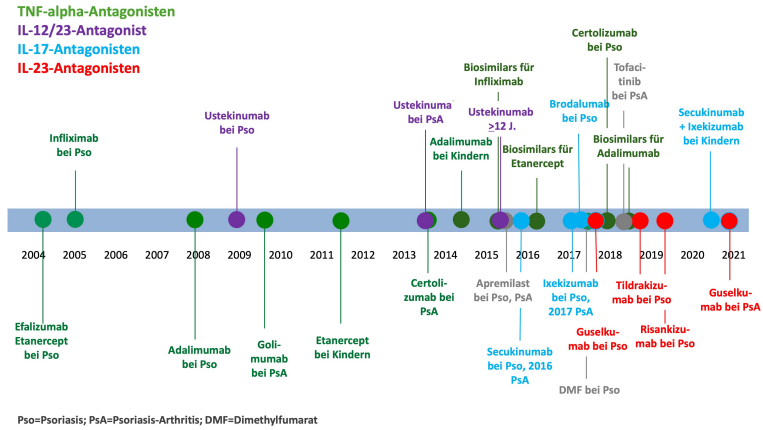 TNF-alpha-Antagonisten
IL-12/23-Antagonist
IL-17-Antagonisten
IL-23-Antagonisten
Certolizumab
bei Pso
Biosimilars für
Infliximab
Tofaci-
tinib
bei PsA
Ustekinumab
bei Pso
Ustekinuma
bei PsA
Ustekinumab
>12 J.
Brodalumab
bei Pso
Secukinumab
+ Ixekizumab
bei Kindern
Infliximab
bei Pso
Adalimumab
bei Kindern
Biosimilars für
Etanercept
Biosimilars für
Adalimumab
2004 2005 2006 2007 2008 2009 2010 2011 2012 2013 2014 2015 2016 2017 2018 2019 2020 2021
Efalizumab
Etanercept
bei Pso
Adalimumab
bei Pso
Goli-
mumab
bei PsA
Etanercept
bei Kindern
Certoli-
zumab bei
PsA
Apremilast
bei Pso, PsA
Secukinumab
bei Pso, 2016
PsA
Ixekizumab
bei Pso,
2017 PsA
Guselku-
mab bei Pso
DMF bei Pso
Tildrakizu-
mab bei Pso
Risankizu-
mab bei Pso
Guselku-
mab bei PsA
Pso=Psoriasis; PsA=Psoriasis-Arthritis; DMF=Dimethylfumarat